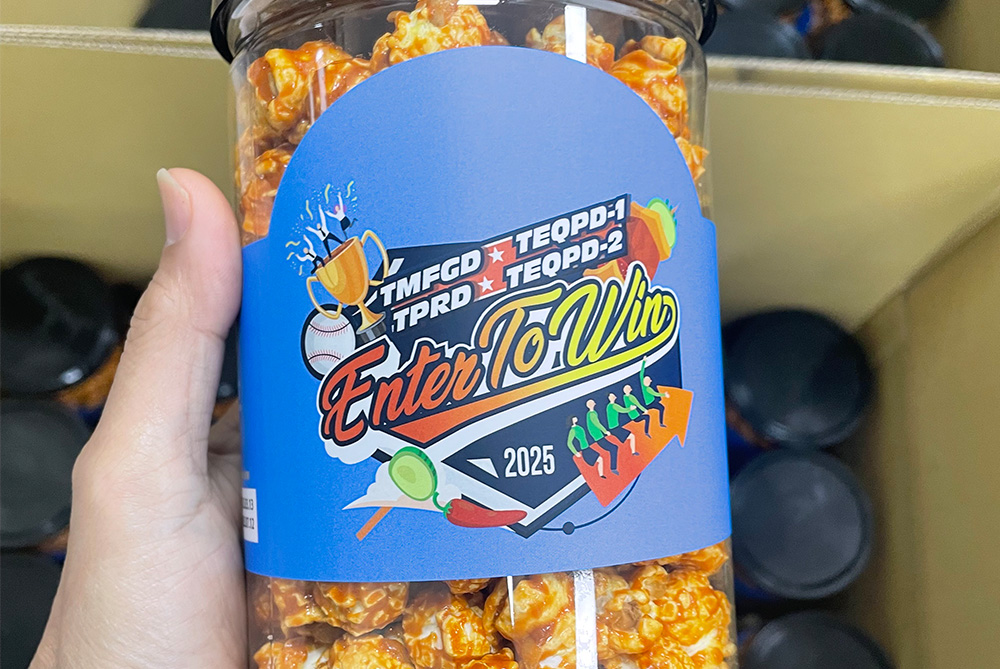 TMFGD ★ TEQPD-1
TPRD ★ TEQPD-2
Enter To Win
2025